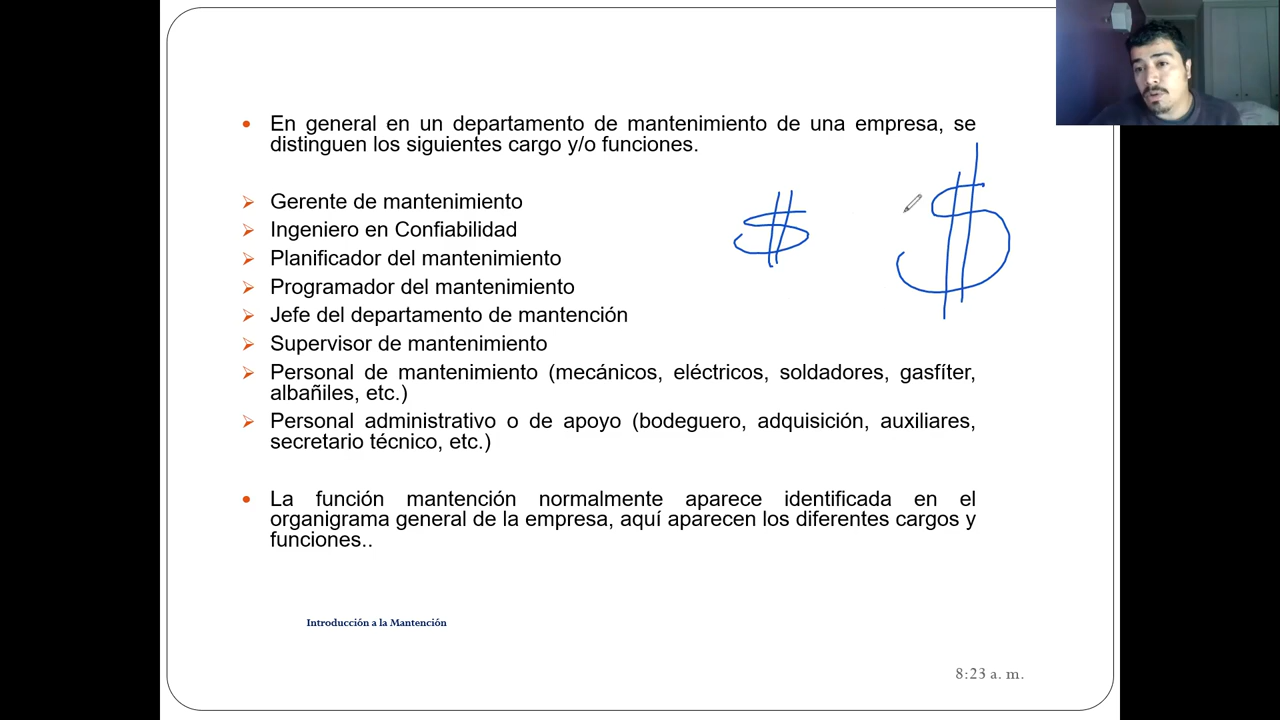 En general en un departamento de mantenimiento de una empresa, se
distinguen los siguientes cargo y/o funciones.
Gerente de mantenimiento
Ingeniero en Confiabilidad
Planificador del mantenimiento
Programador del mantenimiento
Jefe del departamento de mantención
Supervisor de mantenimiento
Personal de mantenimiento (mecánicos, eléctricos, soldadores, gasfíter,
albañiles, etc.)
Personal administrativo o de apoyo (bodeguero, adquisición, auxiliares,
secretario técnico, etc.)
La función mantención normalmente aparece identificada en el
organigrama general de la empresa, aquí aparecen los diferentes cargos y
funciones..
$ $
Introducción a la Mantención
8:23 a. m.